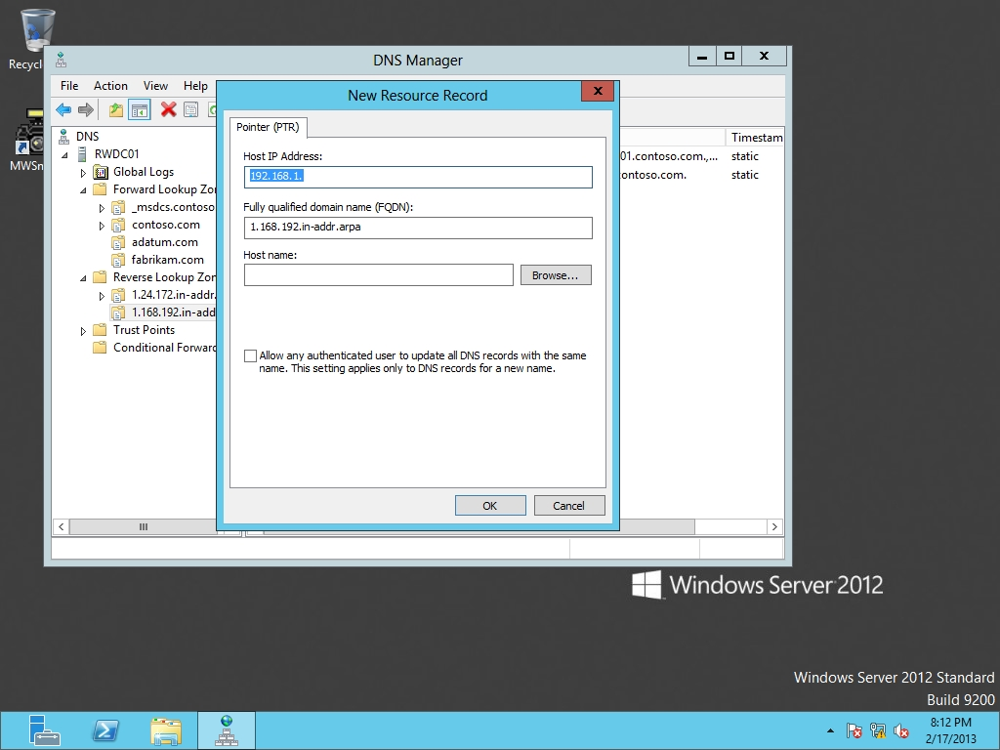 Recycl
MWSn
DNS Manager
File Action View Help
New Resource Record
Pointer (PTR)
Host IP Address:
192.168.1.
Fully qualified domain name (FQDN):
1.168.192.in-addr.arpa
Host name:
Browse...
Allow any authenticated user to update all DNS records with the same
name. This setting applies only to DNS records for a new name.
OK Cancel
DNS
RWDC01
Global Logs
Forward Lookup Zon
_msdcs.contoso
contoso.com
adatum.com
fabrikam.com
Reverse Lookup Zon
1.24.172.in-addr.
1.168.192.in-add
Trust Points
Conditional Forward
Timestam
01.contoso.com.,... static
ontoso.com. static
Windows Server 2012
Windows Server 2012 Standard
Build 9200
8:12 PM
2/17/2013